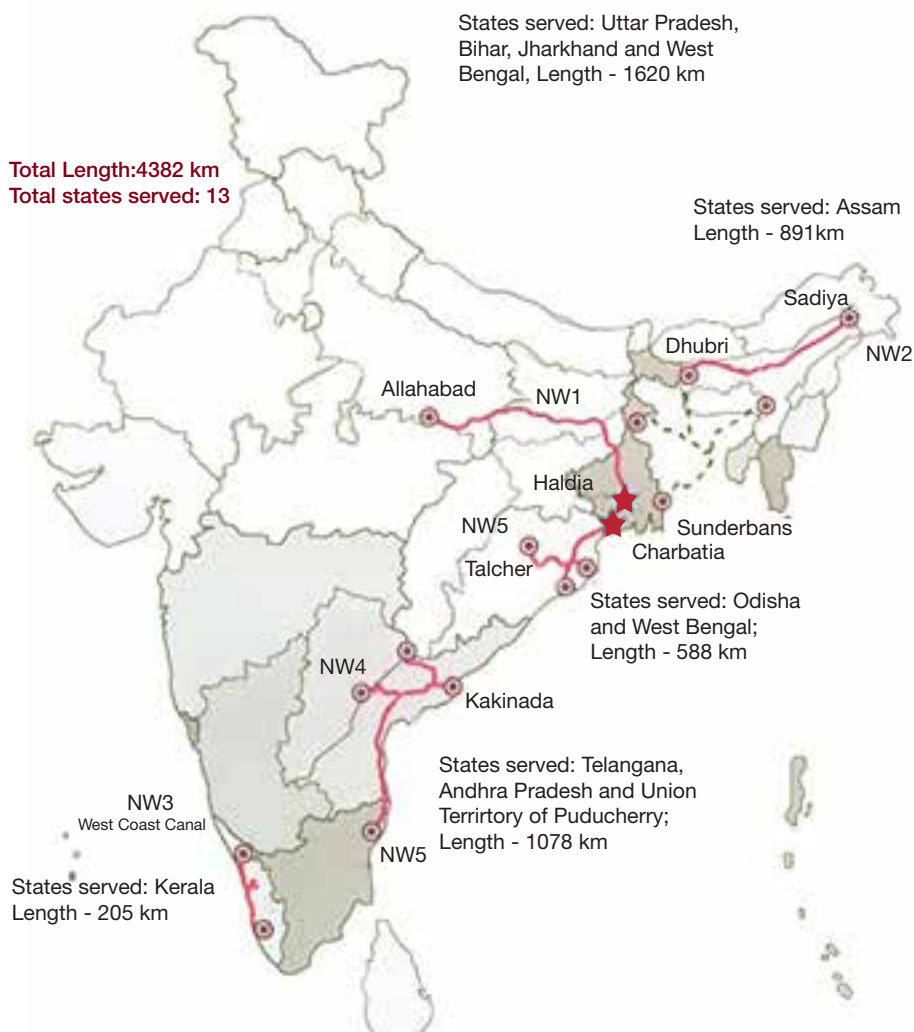 States served: Uttar Pradesh,
Bihar, Jharkhand and West
Bengal, Length - 1620 km
Total Length:4382 km
Total states served: 13
States served: Assam
Length - 891km
Sadiya
Dhubri
NW2
Allahabad
NW1
Haldia
NW5
Sunderbans
Charbatia
Talcher
States served: Odisha
and West Bengal;
Length - 588 km
NW4
Kakinada
States served: Telangana,
Andhra Pradesh and Union
Terrirtory of Puducherry;
Length - 1078 km
NW3
West Coast Canal
NW5
States served: Kerala
Length - 205 km